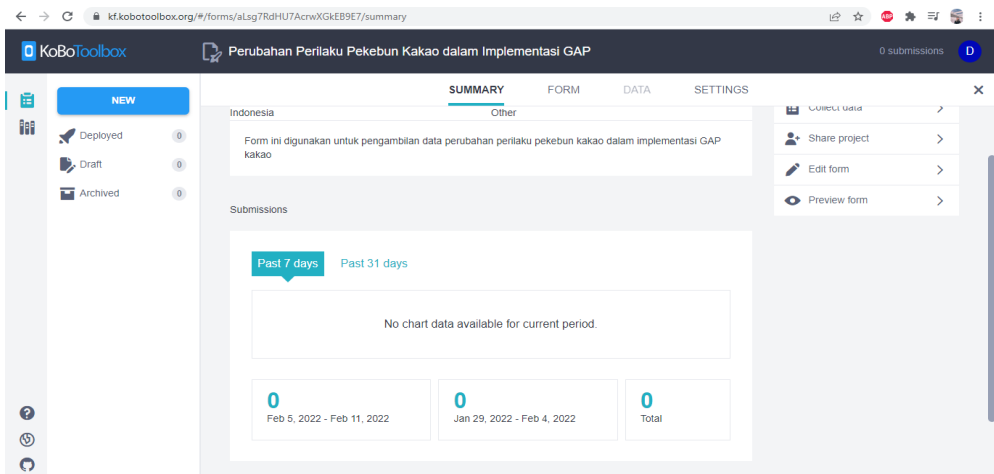 kf.kobotoolbox.org/#/forms/aLsg7RdHU7AcrwXGkEB9E7/summary
ABP
KoBoToolbox
Perubahan Perilaku Pekebun Kakao dalam Implementasi GAP
0 submissions
D
NEW
Deployed
0
Draft
0
Archived
0
SUMMARY
FORM
DATA
SETTINGS
Indonesia
Other
Form ini digunakan untuk pengambilan data perubahan perilaku pekebun kakao dalam implementasi GAP
kakao
Collect data
Share project
Edit form
Preview form
Submissions
Past 7 days
Past 31 days
No chart data available for current period.
0
Feb 5, 2022 - Feb 11, 2022
0
Jan 29, 2022 - Feb 4, 2022
0
Total